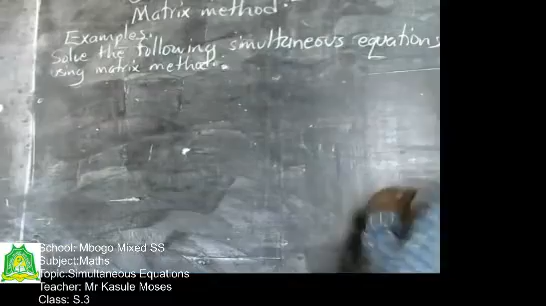 Matrix method.
Examples.
Solve the following simultaneous equations
using matrix method.
School: Mbogo Mixed SS
Subject:Maths
Topic:Simultaneous Equations
Teacher: Mr Kasule Moses
Class: S.3